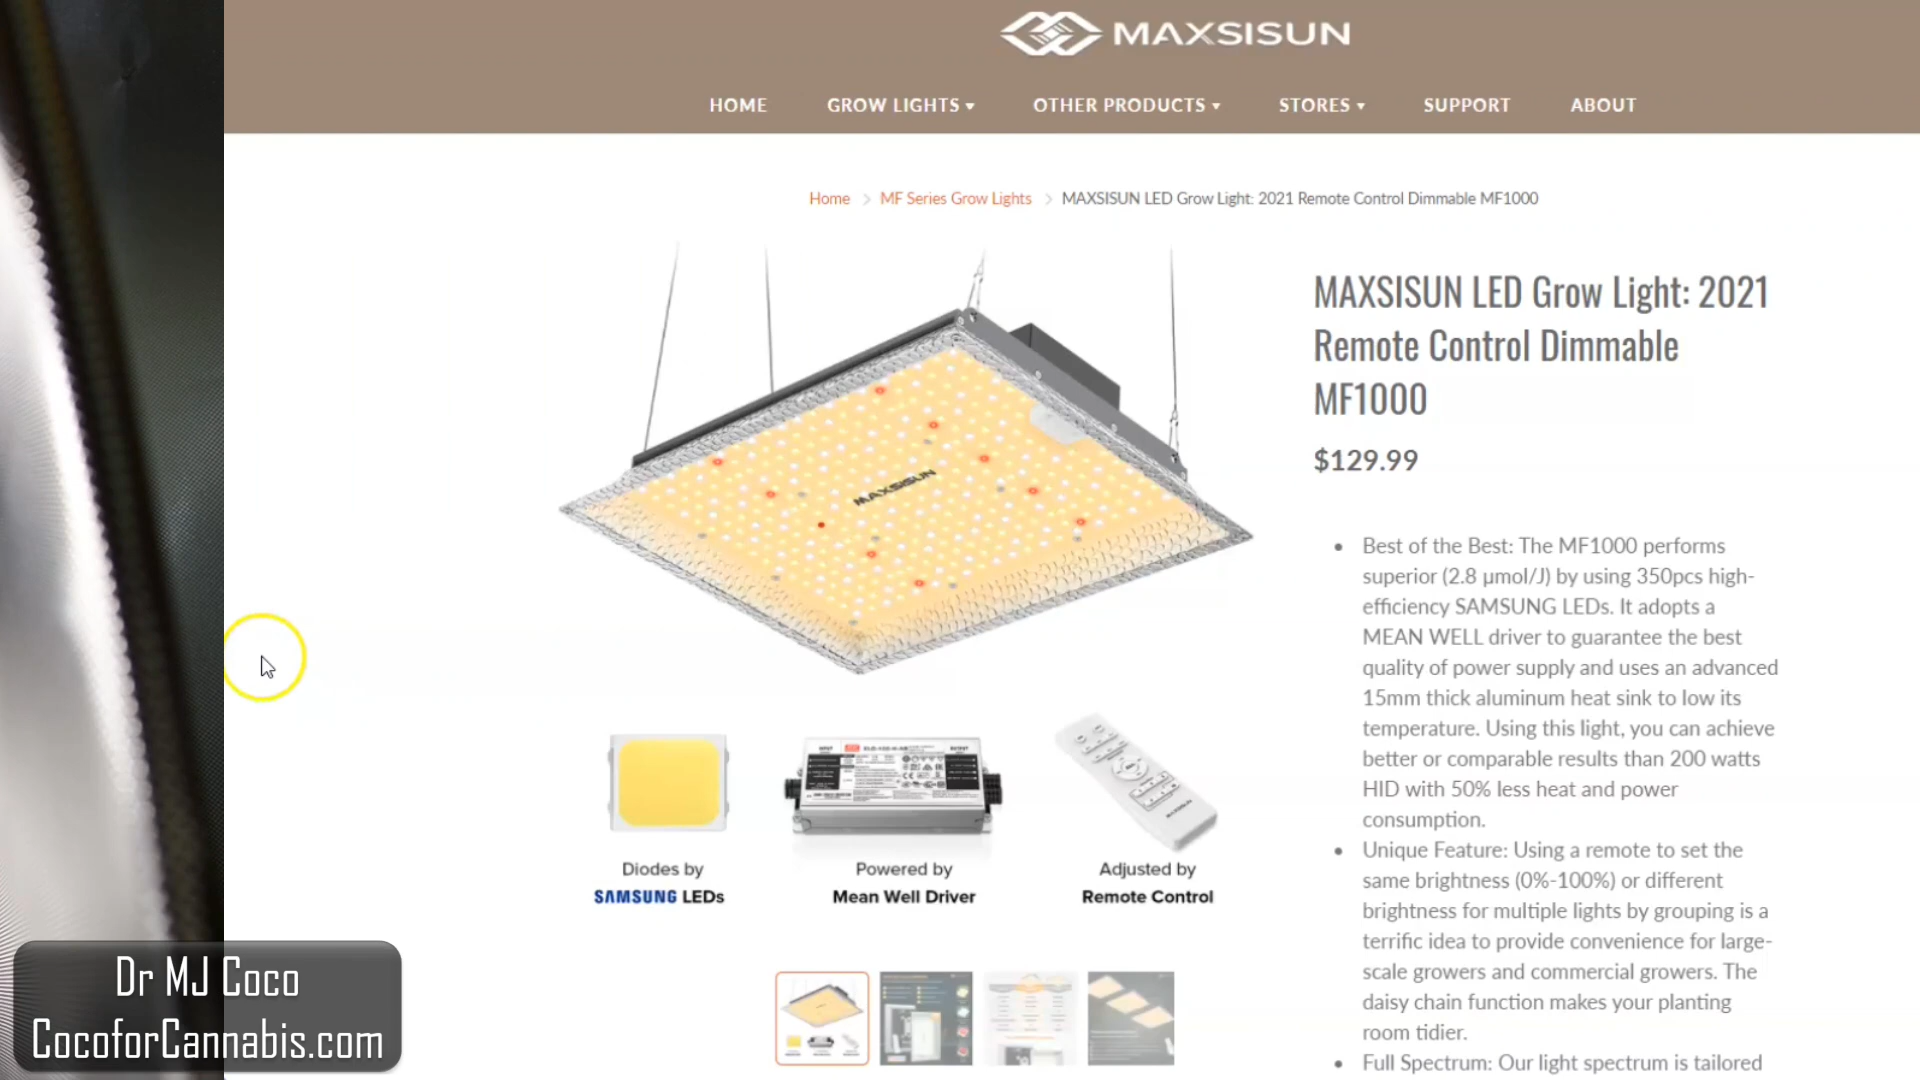 MAXSISUN
HOME
GROW LIGHTS
OTHER PRODUCTS
STORES
SUPPORT
ABOUT
Home
MF Series Grow Lights
MAXSISUN LED Grow Light: 2021 Remote Control Dimmable MF1000
MAXSISUN LED Grow Light: 2021
Remote Control Dimmable
MF1000
$129.99
MAXSISUN
• Best of the Best: The MF1000 performs
superior (2.8 μmol/J) by using 350pcs high-
efficiency SAMSUNG LEDs. It adopts a
MEAN WELL driver to guarantee the best
quality of power supply and uses an advanced
15mm thick aluminum heat sink to low its
temperature. Using this light, you can achieve
better or comparable results than 200 watts
HID with 50% less heat and power
consumption.
• Unique Feature: Using a remote to set the
same brightness (0%-100%) or different
brightness for multiple lights by grouping is a
terrific idea to provide convenience for large-
scale growers and commercial growers. The
daisy chain function makes your planting
room tidier.
• Full Spectrum: Our light spectrum is tailored
INPUT
OUTPUT
MAXSISUN
Diodes by
SAMSUNG LEDs
Powered by
Mean Well Driver
Adjusted by
Remote Control
Dr MJ Coco
CocoforCannabis.com